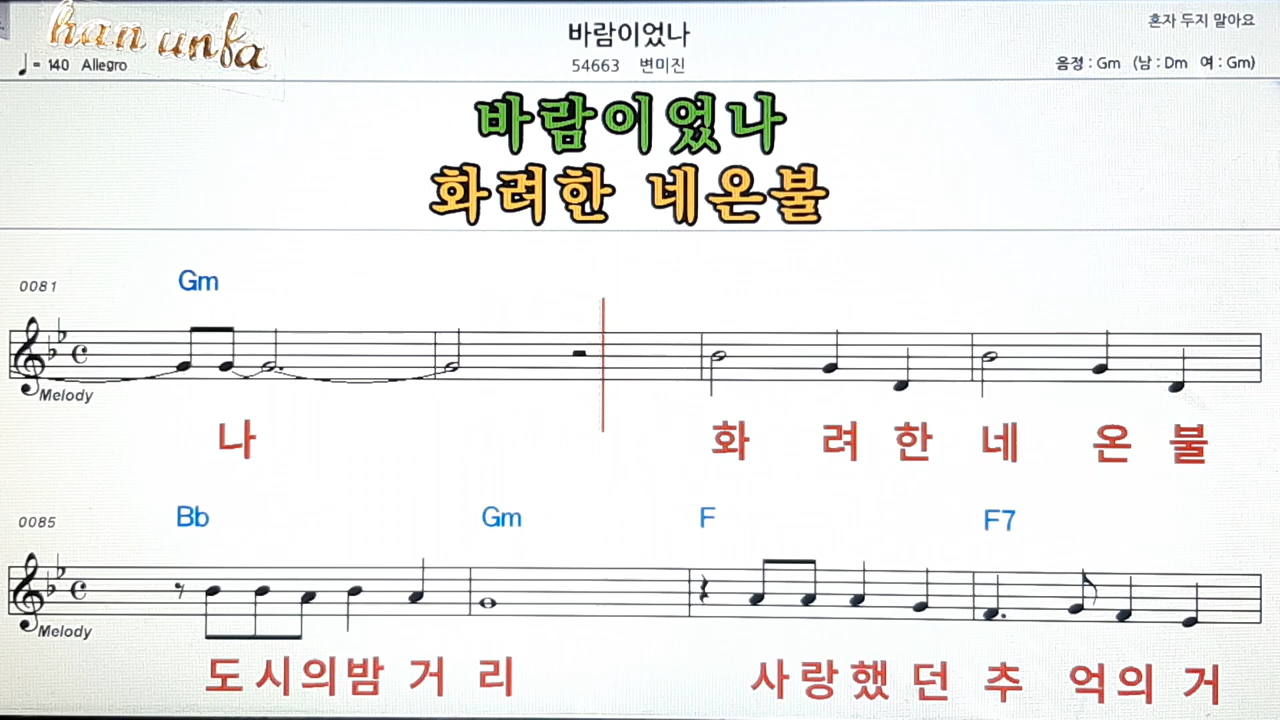 han unfa
바람이었나
혼자 두지 말아요
♩= 140 Allegro
54663 변미진
음정 : Gm (남 : Dm 여 : Gm)
바람이었나
화려한 네온불
0081
Gm
Melody
나 화 려 한 네 온 불
0085
Bb Gm F F7
Melody
도 시 의 밤 거 리 사 랑 했 던 추 억 의 거